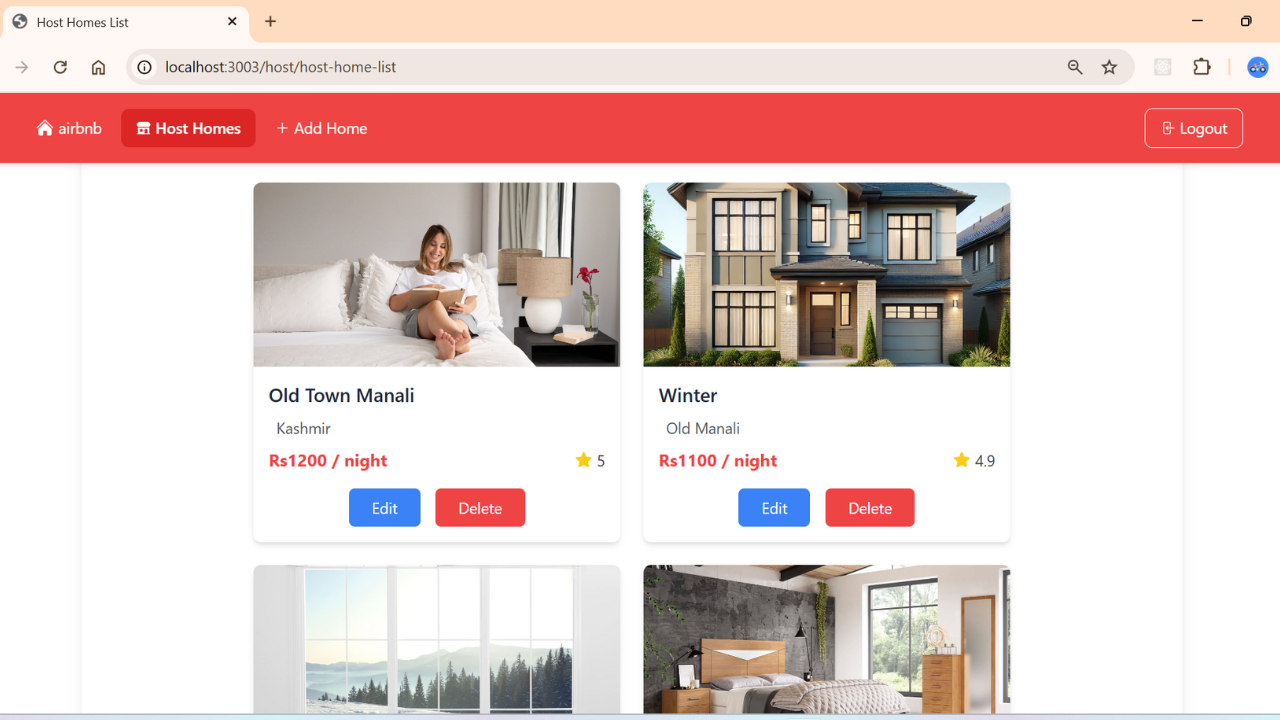 Host Homes List
localhost:3003/host/host-home-list
airbnb Host Homes + Add Home Logout
Old Town Manali
Kashmir
Rs1200 / night 5
Edit Delete
Winter
Old Manali
Rs1100 / night 4.9
Edit Delete